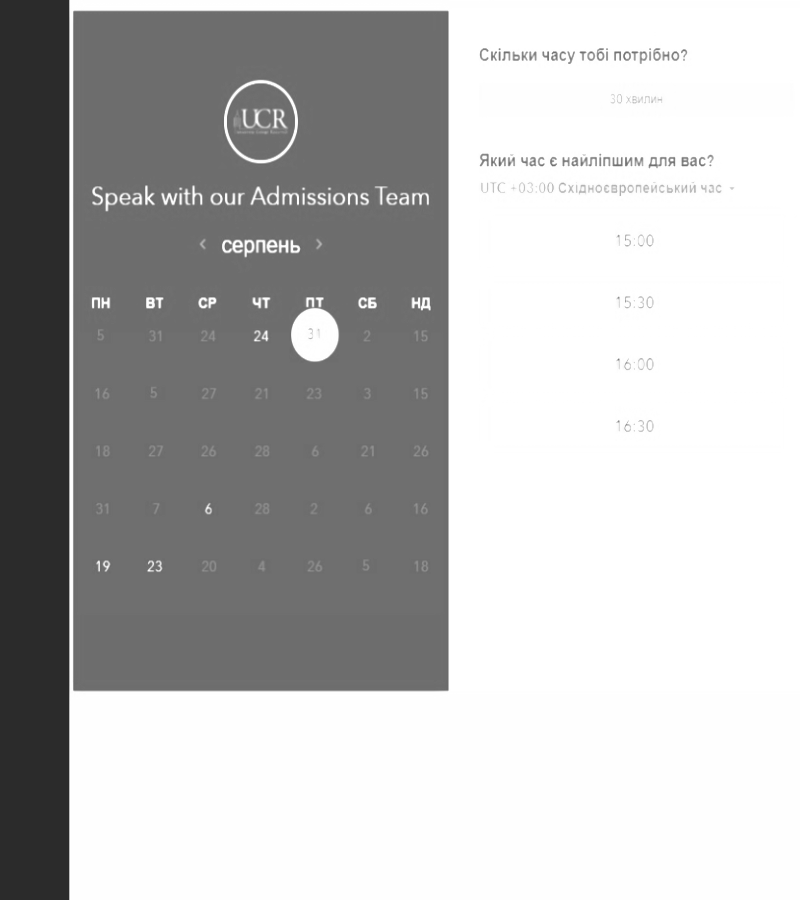 UCR
Speak with our Admissions Team
‹ серпень ›
ПН ВТ СР ЧТ ПТ СБ НД
5 31 24 24 31 2 15
16 5 27 21 23 3 15
18 27 26 28 6 21 26
31 7 6 28 2 6 16
19 23 20 4 26 5 18
Скільки часу тобі потрібно?
30 хвилин
Який час є найліпшим для вас?
UTC +03:00 Східноєвропейський час
15:00
15:30
16:00
16:30